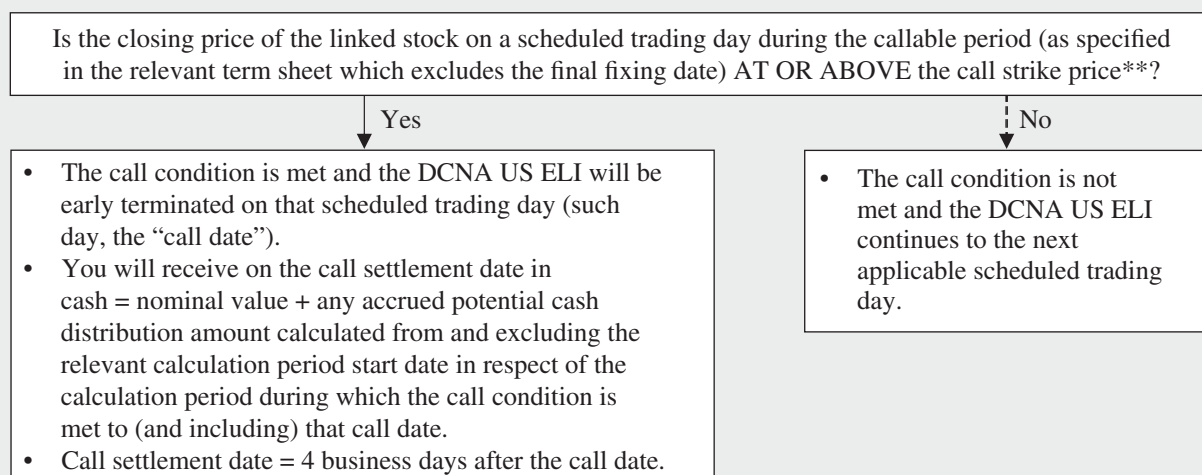 Is the closing price of the linked stock on a scheduled trading day during the callable period (as specified
in the relevant term sheet which excludes the final fixing date) AT OR ABOVE the call strike price**?
Yes
No
• The call condition is met and the DCNA US ELI will be
early terminated on that scheduled trading day (such
day, the “call date”).
• You will receive on the call settlement date in
cash = nominal value + any accrued potential cash
distribution amount calculated from and excluding the
relevant calculation period start date in respect of the
calculation period during which the call condition is
met to (and including) that call date.
• Call settlement date = 4 business days after the call date.
• The call condition is not
met and the DCNA US ELI
continues to the next
applicable scheduled trading
day.